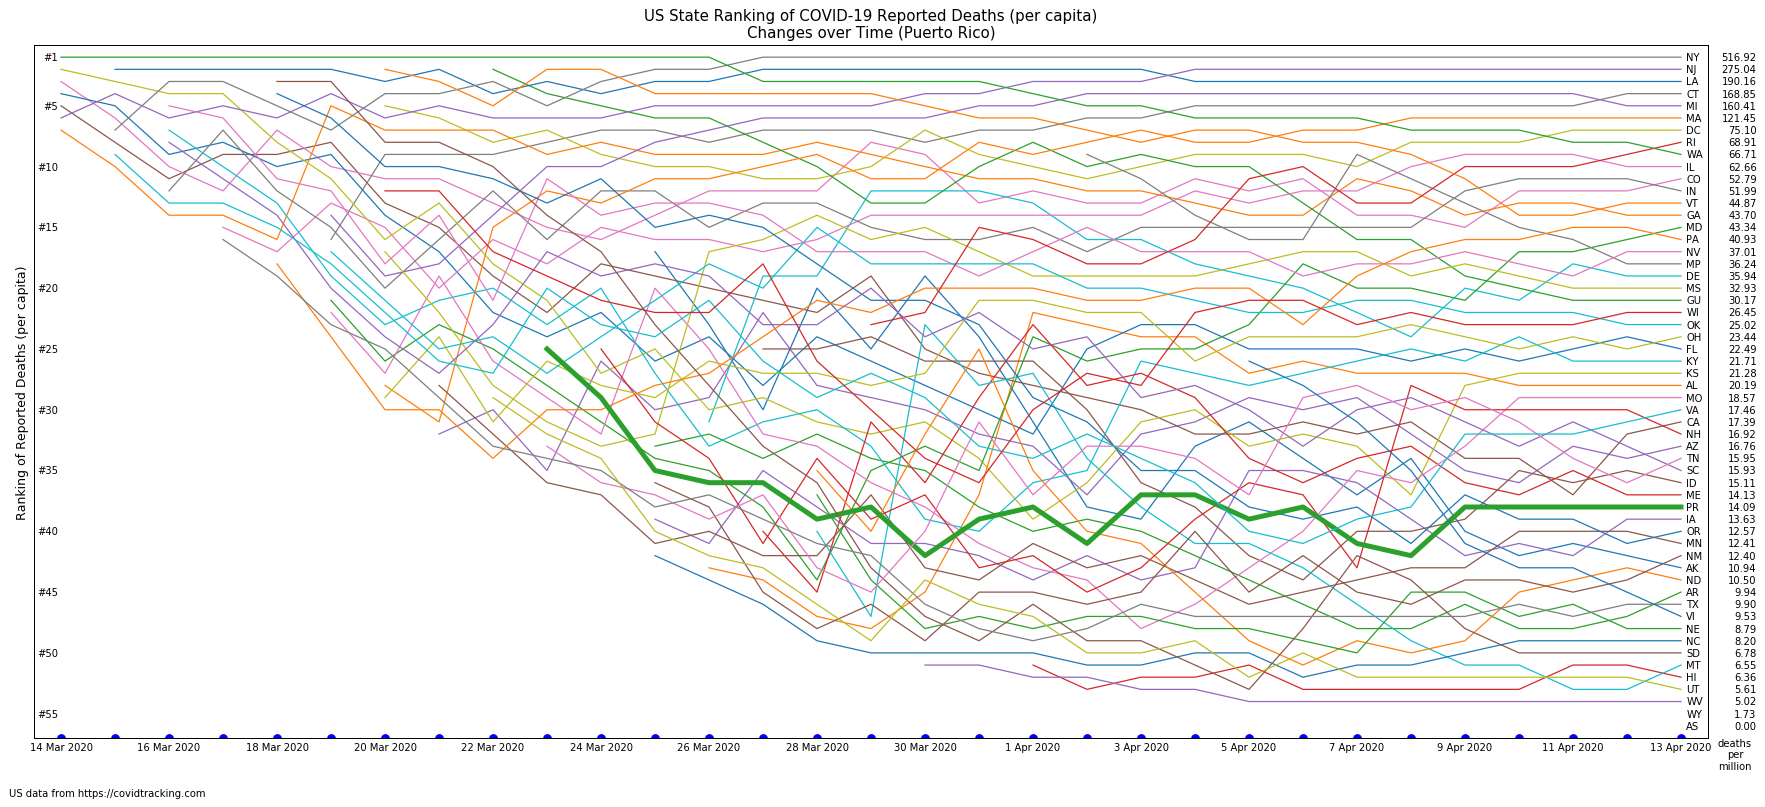 US State Ranking of COVID-19 Reported Deaths (per capita)
Changes over Time (Puerto Rico)
Ranking of Reported Deaths (per capita)
#1
#5
#10
#15
#20
#25
#30
#35
#40
#45
#50
#55
NY 516.92
NJ 275.04
LA 190.16
CT 168.85
MI 160.41
MA 121.45
DC 75.10
RI 68.91
WA 66.71
IL 62.66
CO 52.79
IN 51.99
VT 44.87
GA 43.70
MD 43.34
PA 40.93
NV 37.01
MP 36.24
DE 35.94
MS 32.93
GU 30.17
WI 26.45
OK 25.02
OH 23.44
FL 22.49
KY 21.71
KS 21.28
AL 20.19
MO 18.57
VA 17.46
CA 17.39
NH 16.92
AZ 16.76
TN 15.95
SC 15.93
ID 15.11
ME 14.13
PR 14.09
IA 13.63
OR 12.57
MN 12.41
NM 12.40
AK 10.94
ND 10.50
AR 9.94
TX 9.90
VI 9.53
NE 8.79
NC 8.20
SD 6.78
MT 6.55
HI 6.36
UT 5.61
WV 5.02
WY 1.73
AS 0.00
14 Mar 2020 16 Mar 2020 18 Mar 2020 20 Mar 2020 22 Mar 2020 24 Mar 2020 26 Mar 2020 28 Mar 2020 30 Mar 2020 1 Apr 2020 3 Apr 2020 5 Apr 2020 7 Apr 2020 9 Apr 2020 11 Apr 2020 13 Apr 2020
deaths
per
million
US data from https://covidtracking.com